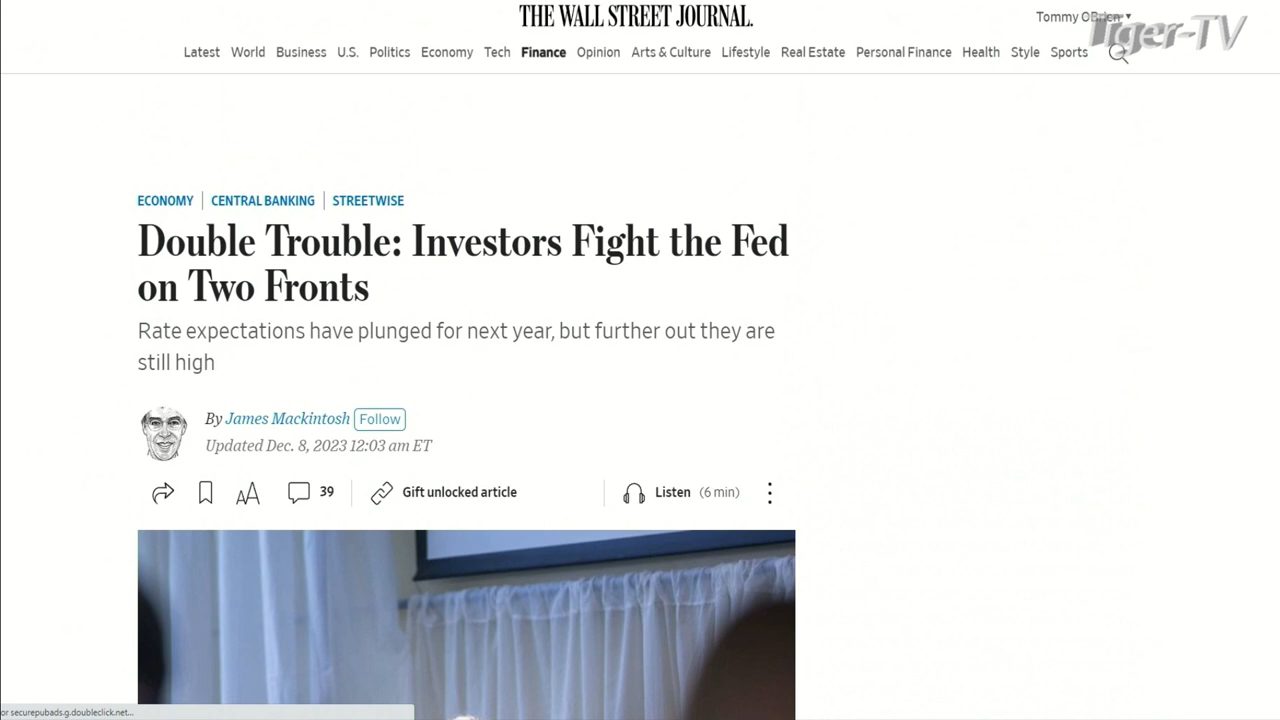 THE WALL STREET JOURNAL.
Tommy OBrien
Tiger-TV
Latest World Business U.S. Politics Economy Tech Finance Opinion Arts & Culture Lifestyle Real Estate Personal Finance Health Style Sports
ECONOMY | CENTRAL BANKING | STREETWISE
Double Trouble: Investors Fight the Fed
on Two Fronts
Rate expectations have plunged for next year, but further out they are
still high
By James Mackintosh Follow
Updated Dec. 8, 2023 12:03 am ET
39 Gift unlocked article Listen (6 min)
or securepubads.g.doubleclick.net...